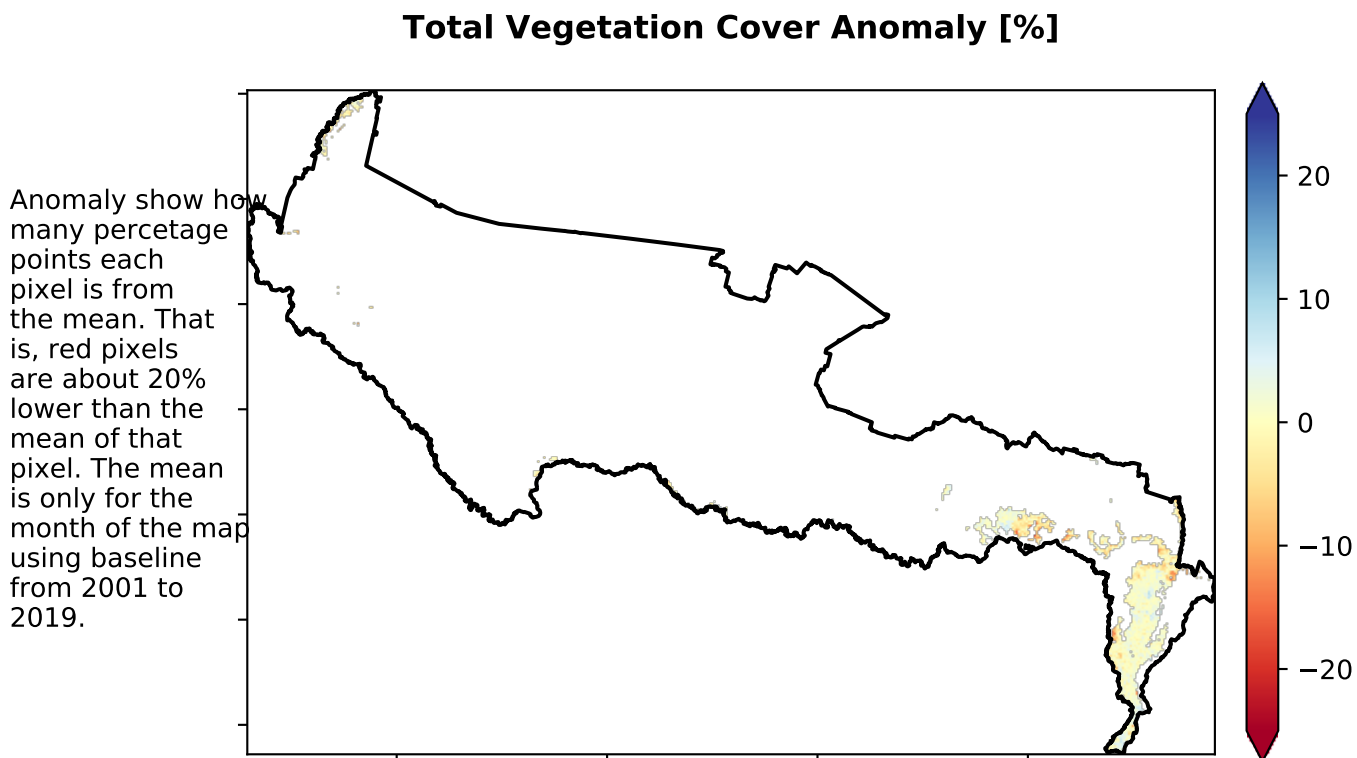 Total Vegetation Cover Anomaly [%]
Anomaly show how
many percetage
points each
pixel is from
the mean. That
is, red pixels
are about 20%
lower than the
mean of that
pixel. The mean
is only for the
month of the map
using baseline
from 2001 to
2019.
20
10
0
−10
−20